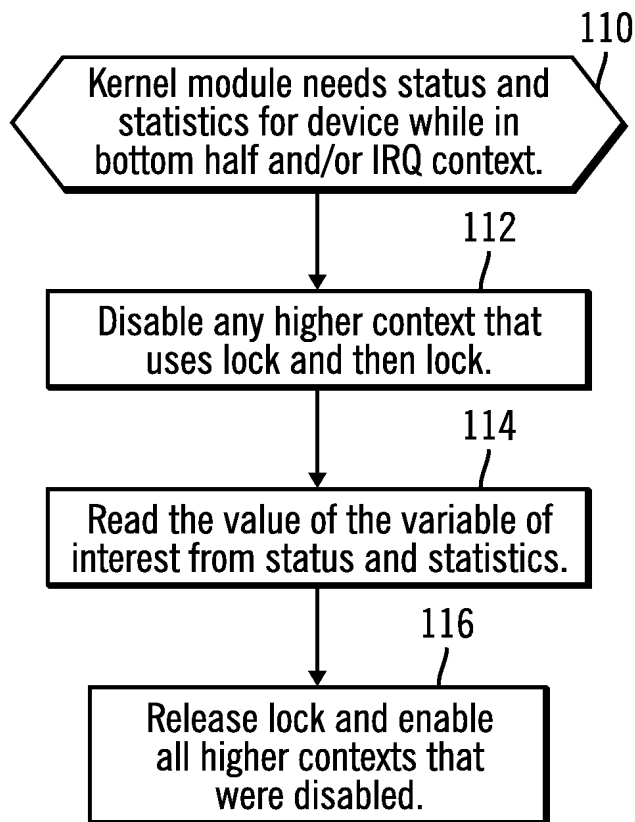 110
Kernel module needs status and
statistics for device while in
bottom half and/or IRQ context.
112
Disable any higher context that
uses lock and then lock.
114
Read the value of the variable of
interest from status and statistics.
116
Release lock and enable
all higher contexts that
were disabled.